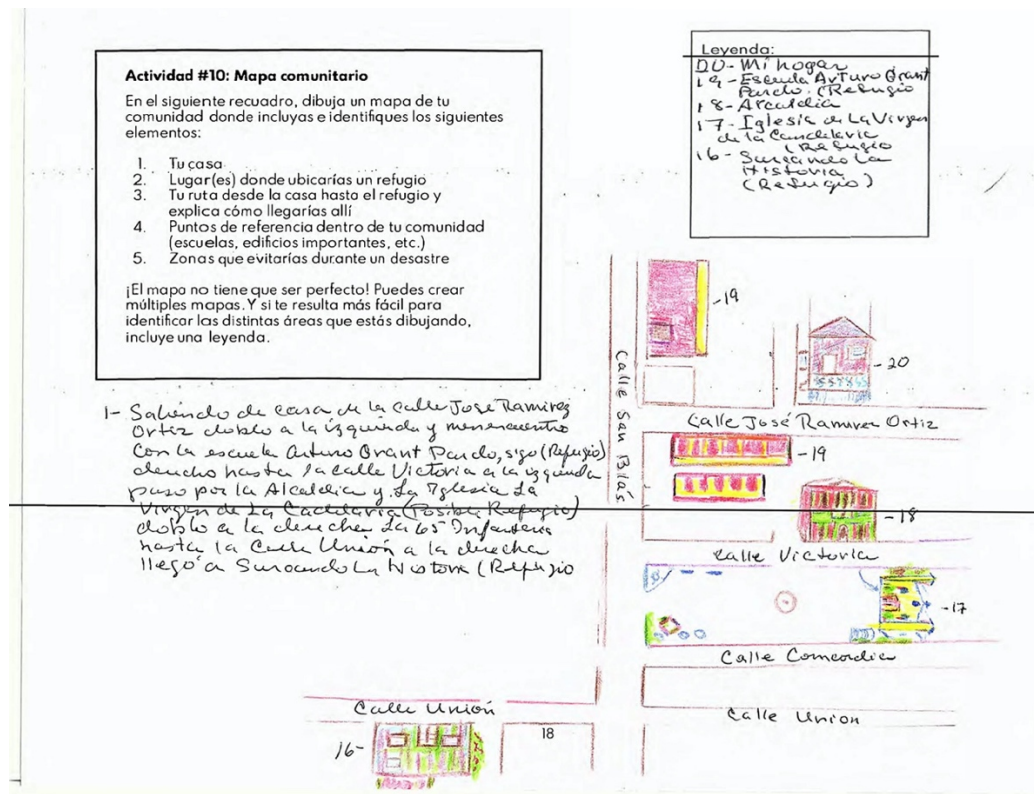 Actividad #10: Mapa comunitario
En el siguiente recuadro, dibuja un mapa de tu
comunidad donde incluyas e identifiques los siguientes
elementos:
1. Tu casa
2. Lugar(es) donde ubicarías un refugio
3. Tu ruta desde la casa hasta el refugio y
explica cómo llegarías allí
4. Puntos de referencia dentro de tu comunidad
(escuelas, edificios importantes, etc.)
5. Zonas que evitarías durante un desastre
¡El mapa no tiene que ser perfecto! Puedes crear
múltiples mapas. Y si te resulta más fácil para
identificar las distintas áreas que estás dibujando,
incluye una leyenda.
Leyenda:
20- Mi hogar
19- Escuela Arturo Grant
Pardo. (Refugio
18- Alcaldia
17- Iglesia de La Virgen
de la Candelaria
(Refugio
16- Surcando La
Historia
(Refugio)
1- Saliendo de casa de la calle José Ramirez
Ortiz doblo a la izquierda y me encuentro
Con la escuela Arturo Grant Pardo, sigo (Refugio)
derecho hasta la calle Victoria a la izquierda
paso por la Alcaldia y La Iglesia La
Virgen de La (Posible Refugio)
doblo a la derecha La 65 Infanteria
hasta la Calle Unión a la derecha
llego a Surcando La Historia (Refugio
-19
-20
Calle San Blás
Calle José Ramirez Ortiz
-19
-18
Calle Victoria
-17
Calle Concordia
Calle Unión
Calle Union
16-
18